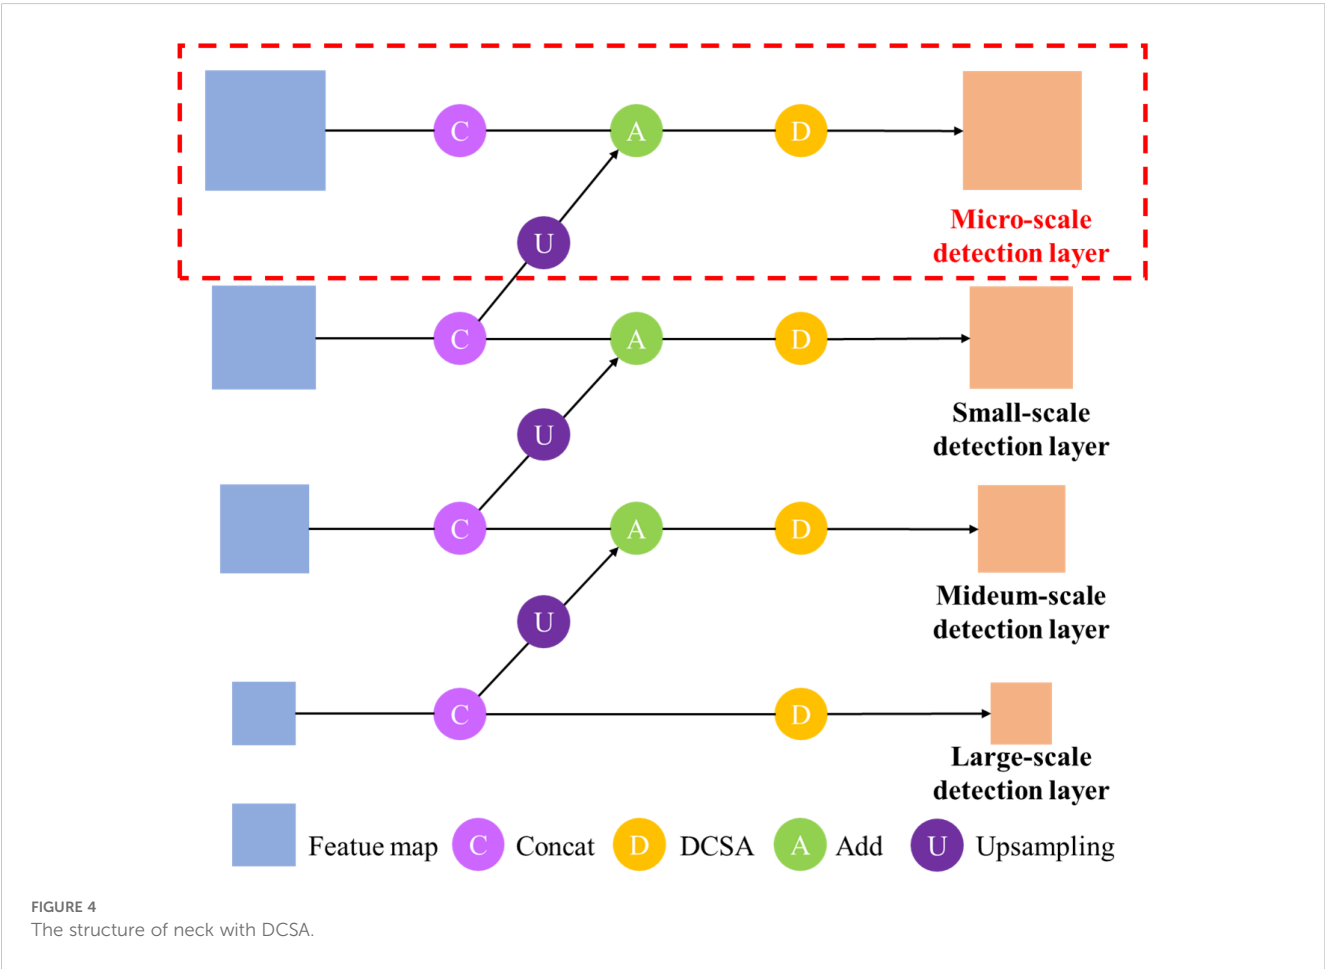 C A D
Micro-scale
detection layer
U
C A D
Small-scale
detection layer
U
C A D
Mideum-scale
detection layer
U
C D
Large-scale
detection layer
Featue map C Concat D DCSA A Add U Upsampling
FIGURE 4
The structure of neck with DCSA.